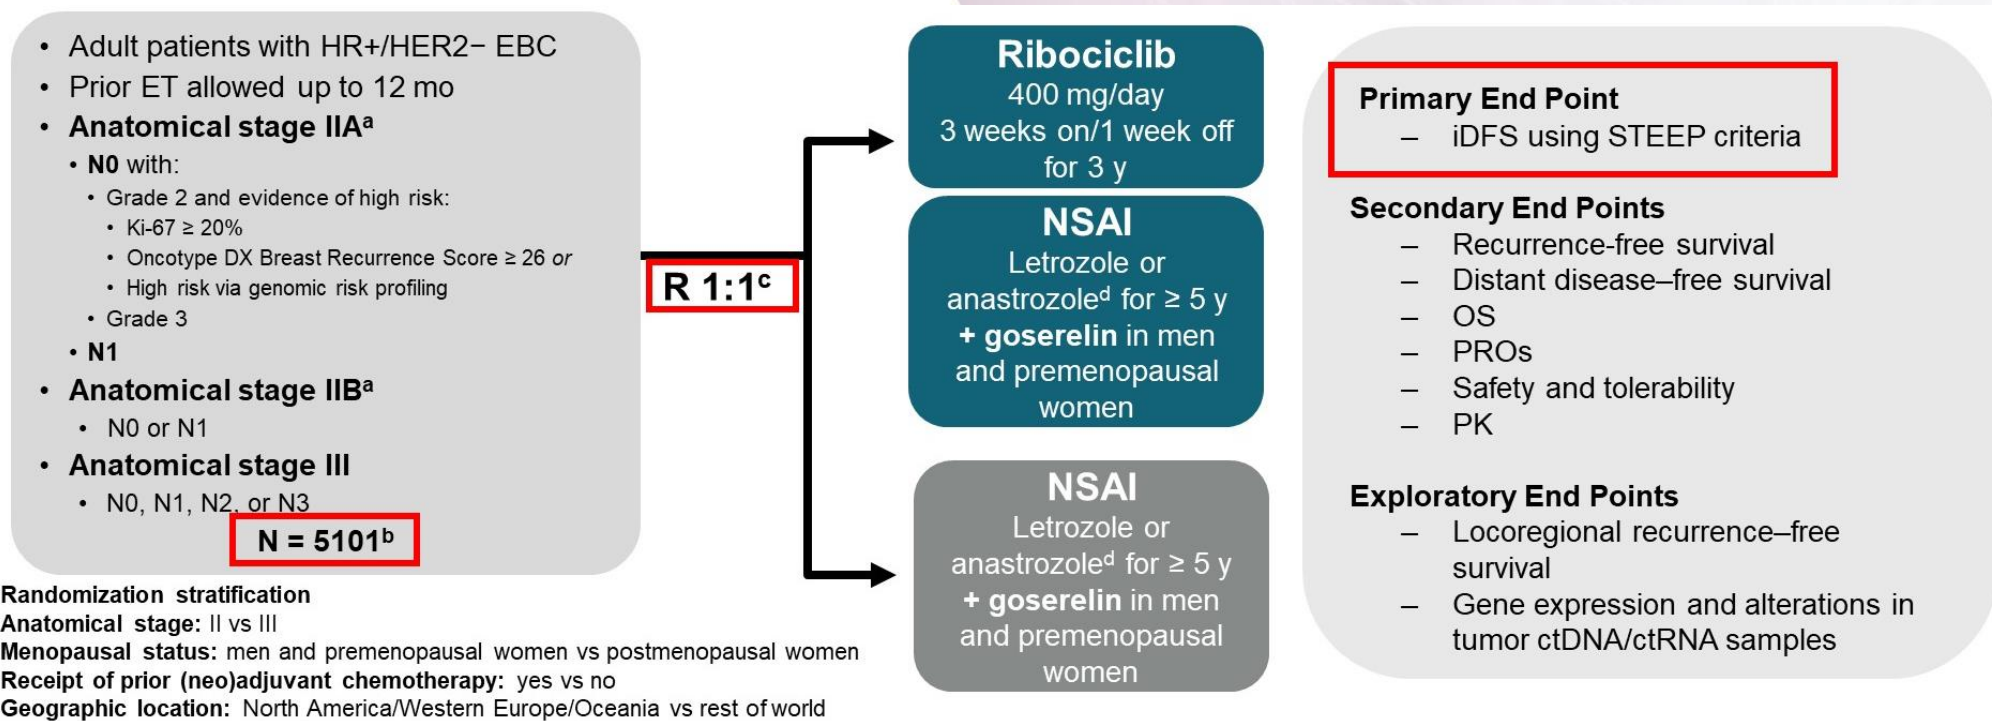 • Adult patients with HR+/HER2− EBC
• Prior ET allowed up to 12 mo
• Anatomical stage IIAᵃ
• N0 with:
• Grade 2 and evidence of high risk:
• Ki-67 ≥ 20%
• Oncotype DX Breast Recurrence Score ≥ 26 or
• High risk via genomic risk profiling
• Grade 3
• N1
• Anatomical stage IIBᵃ
• N0 or N1
• Anatomical stage III
• N0, N1, N2, or N3
N = 5101ᵇ
Randomization stratification
Anatomical stage: II vs III
Menopausal status: men and premenopausal women vs postmenopausal women
Receipt of prior (neo)adjuvant chemotherapy: yes vs no
Geographic location: North America/Western Europe/Oceania vs rest of world
R 1:1ᶜ
Ribociclib
400 mg/day
3 weeks on/1 week off
for 3 y
NSAI
Letrozole or
anastrozoleᵈ for ≥ 5 y
+ goserelin in men
and premenopausal
women
NSAI
Letrozole or
anastrozoleᵈ for ≥ 5 y
+ goserelin in men
and premenopausal
women
Primary End Point
– iDFS using STEEP criteria
Secondary End Points
– Recurrence-free survival
– Distant disease–free survival
– OS
– PROs
– Safety and tolerability
– PK
Exploratory End Points
– Locoregional recurrence–free
survival
– Gene expression and alterations in
tumor ctDNA/ctRNA samples